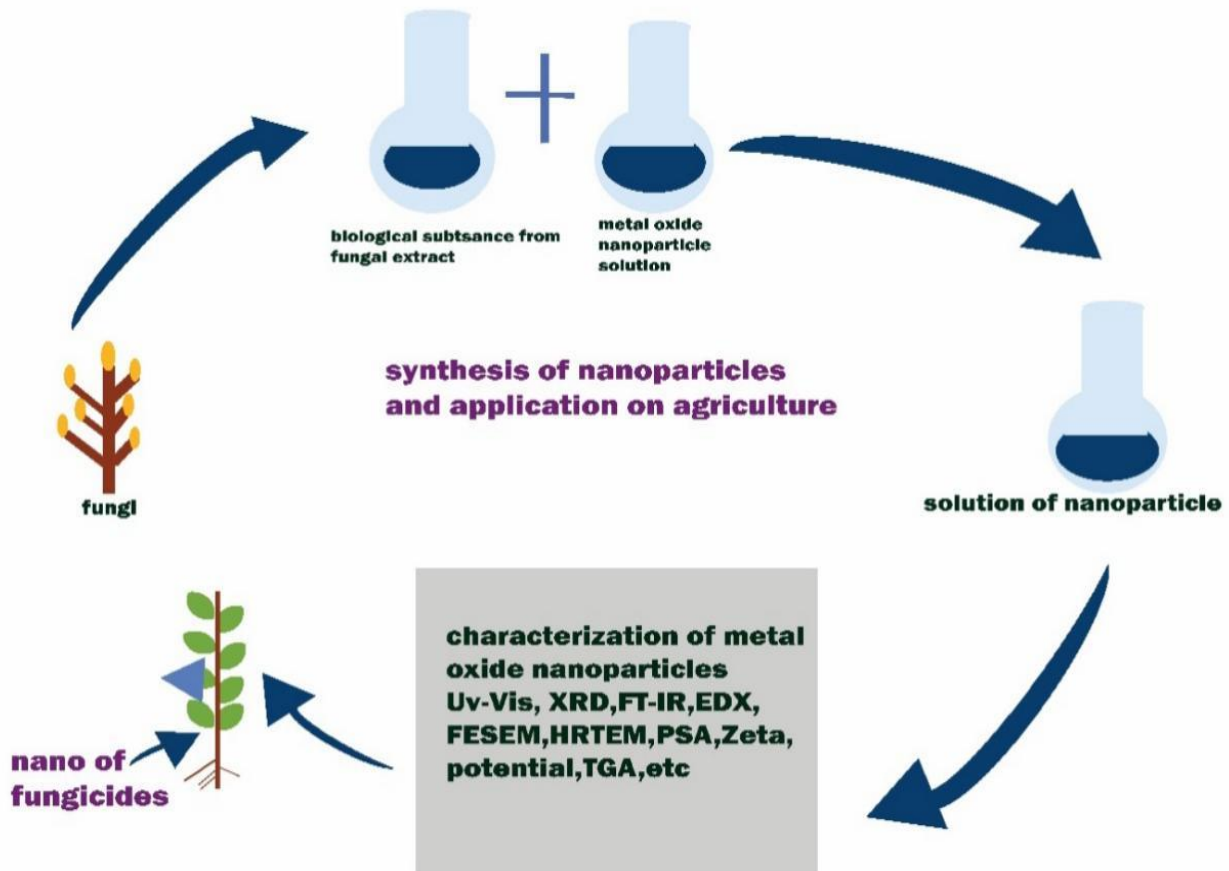 biological subtsance from
fungal extract
metal oxide
nanoparticle
solution
synthesis of nanoparticles
and application on agriculture
fungI
solution of nanoparticle
characterization of metal
oxide nanoparticles
Uv-Vis, XRD,FT-IR,EDX,
FESEM,HRTEM,PSA,Zeta,
potential,TGA,etc
nano of
fungicides